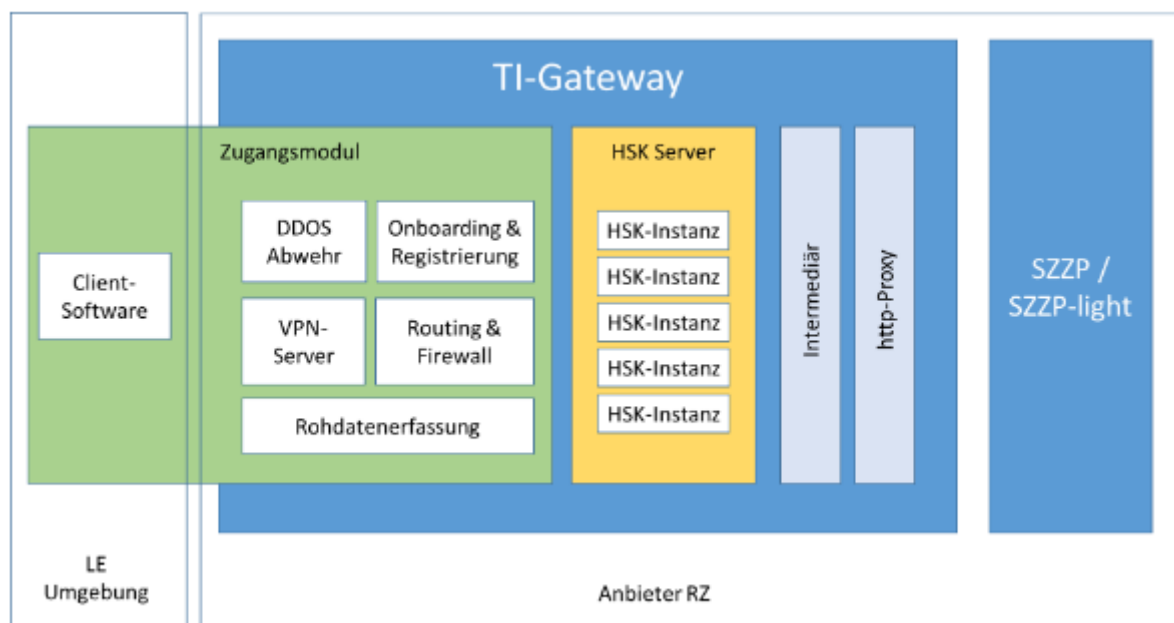 TI-Gateway
Zugangsmodul
Client-
Software
DDOS
Abwehr
Onboarding &
Registrierung
VPN-
Server
Routing &
Firewall
Rohdatenerfassung
HSK Server
HSK-Instanz
HSK-Instanz
HSK-Instanz
HSK-Instanz
HSK-Instanz
Intermediär
http-Proxy
SZZP /
SZZP-light
LE
Umgebung
Anbieter RZ